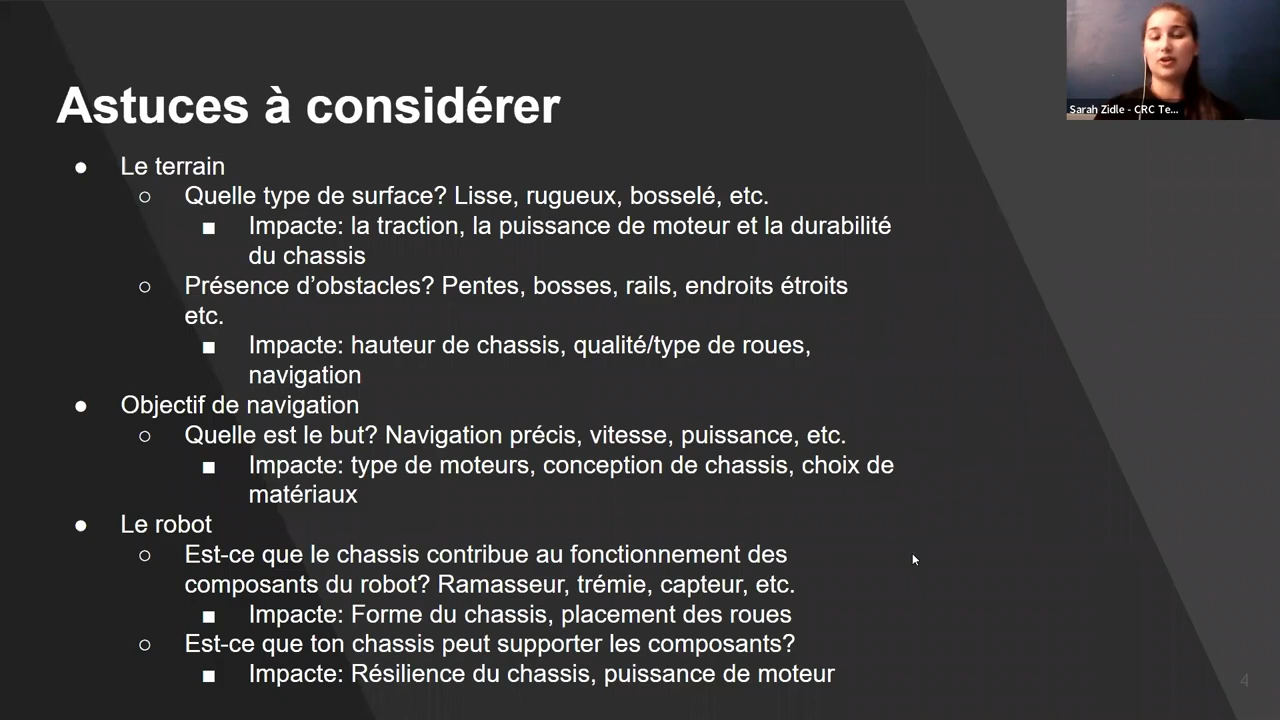 Sarah Zidle - CRC Te...
Astuces à considérer
● Le terrain
○ Quelle type de surface? Lisse, rugueux, bosselé, etc.
■ Impacte: la traction, la puissance de moteur et la durabilité
du chassis
○ Présence d’obstacles? Pentes, bosses, rails, endroits étroits
etc.
■ Impacte: hauteur de chassis, qualité/type de roues,
navigation
● Objectif de navigation
○ Quelle est le but? Navigation précis, vitesse, puissance, etc.
■ Impacte: type de moteurs, conception de chassis, choix de
matériaux
● Le robot
○ Est-ce que le chassis contribue au fonctionnement des
composants du robot? Ramasseur, trémie, capteur, etc.
■ Impacte: Forme du chassis, placement des roues
○ Est-ce que ton chassis peut supporter les composants?
■ Impacte: Résilience du chassis, puissance de moteur
4